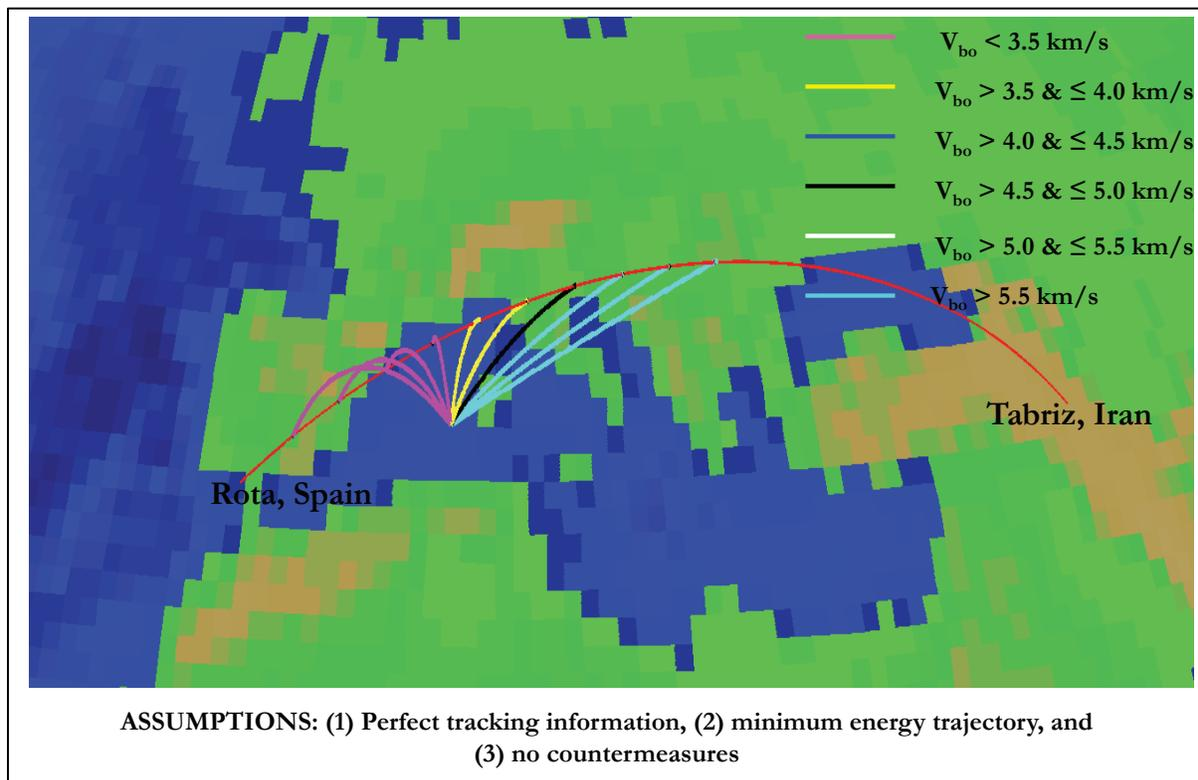 V_bo < 3.5 km/s
V_bo > 3.5 & ≤ 4.0 km/s
V_bo > 4.0 & ≤ 4.5 km/s
V_bo > 4.5 & ≤ 5.0 km/s
V_bo > 5.0 & ≤ 5.5 km/s
V_bo > 5.5 km/s
Tabriz, Iran
Rota, Spain
ASSUMPTIONS: (1) Perfect tracking information, (2) minimum energy trajectory, and
(3) no countermeasures